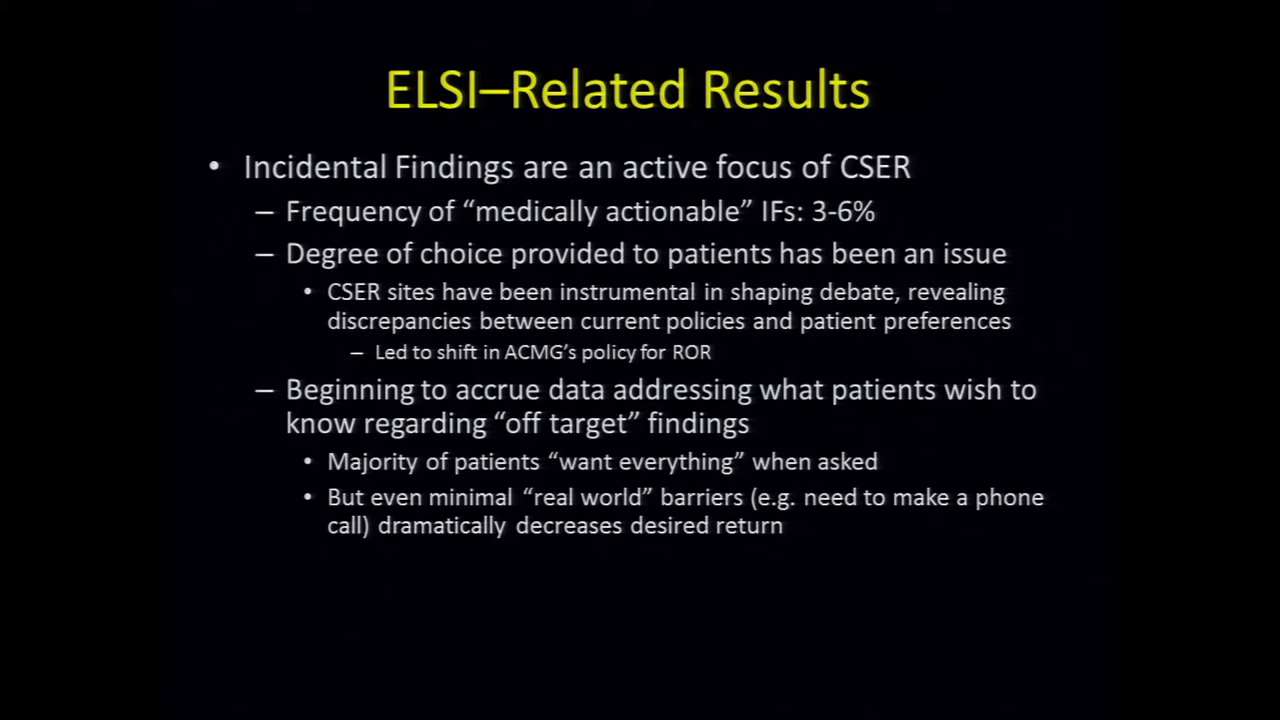 ELSI–Related Results
• Incidental Findings are an active focus of CSER
– Frequency of “medically actionable” IFs: 3-6%
– Degree of choice provided to patients has been an issue
• CSER sites have been instrumental in shaping debate, revealing
discrepancies between current policies and patient preferences
– Led to shift in ACMG’s policy for ROR
– Beginning to accrue data addressing what patients wish to
know regarding “off target” findings
• Majority of patients “want everything” when asked
• But even minimal “real world” barriers (e.g. need to make a phone
call) dramatically decreases desired return